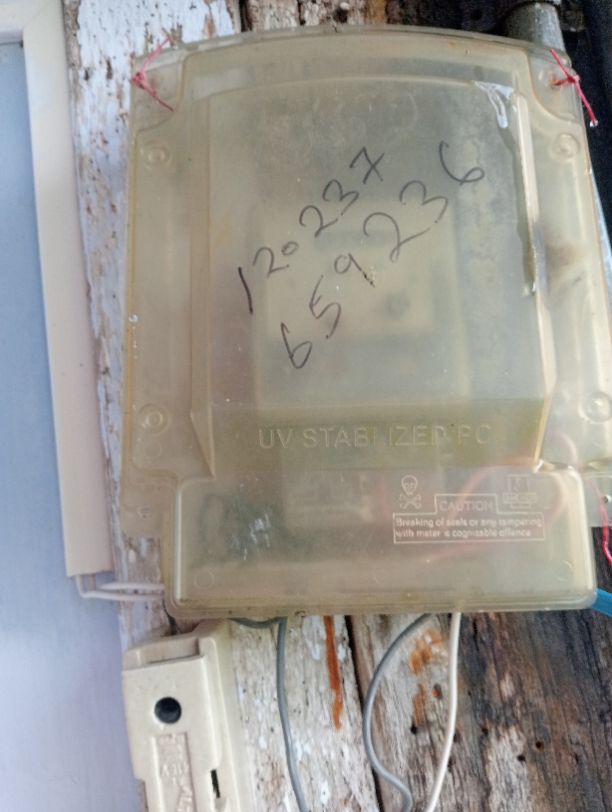 120237
659236
UV STABLIZED PC
CAUTION
Breaking of seals or any tampering
with meter is cognizable offence